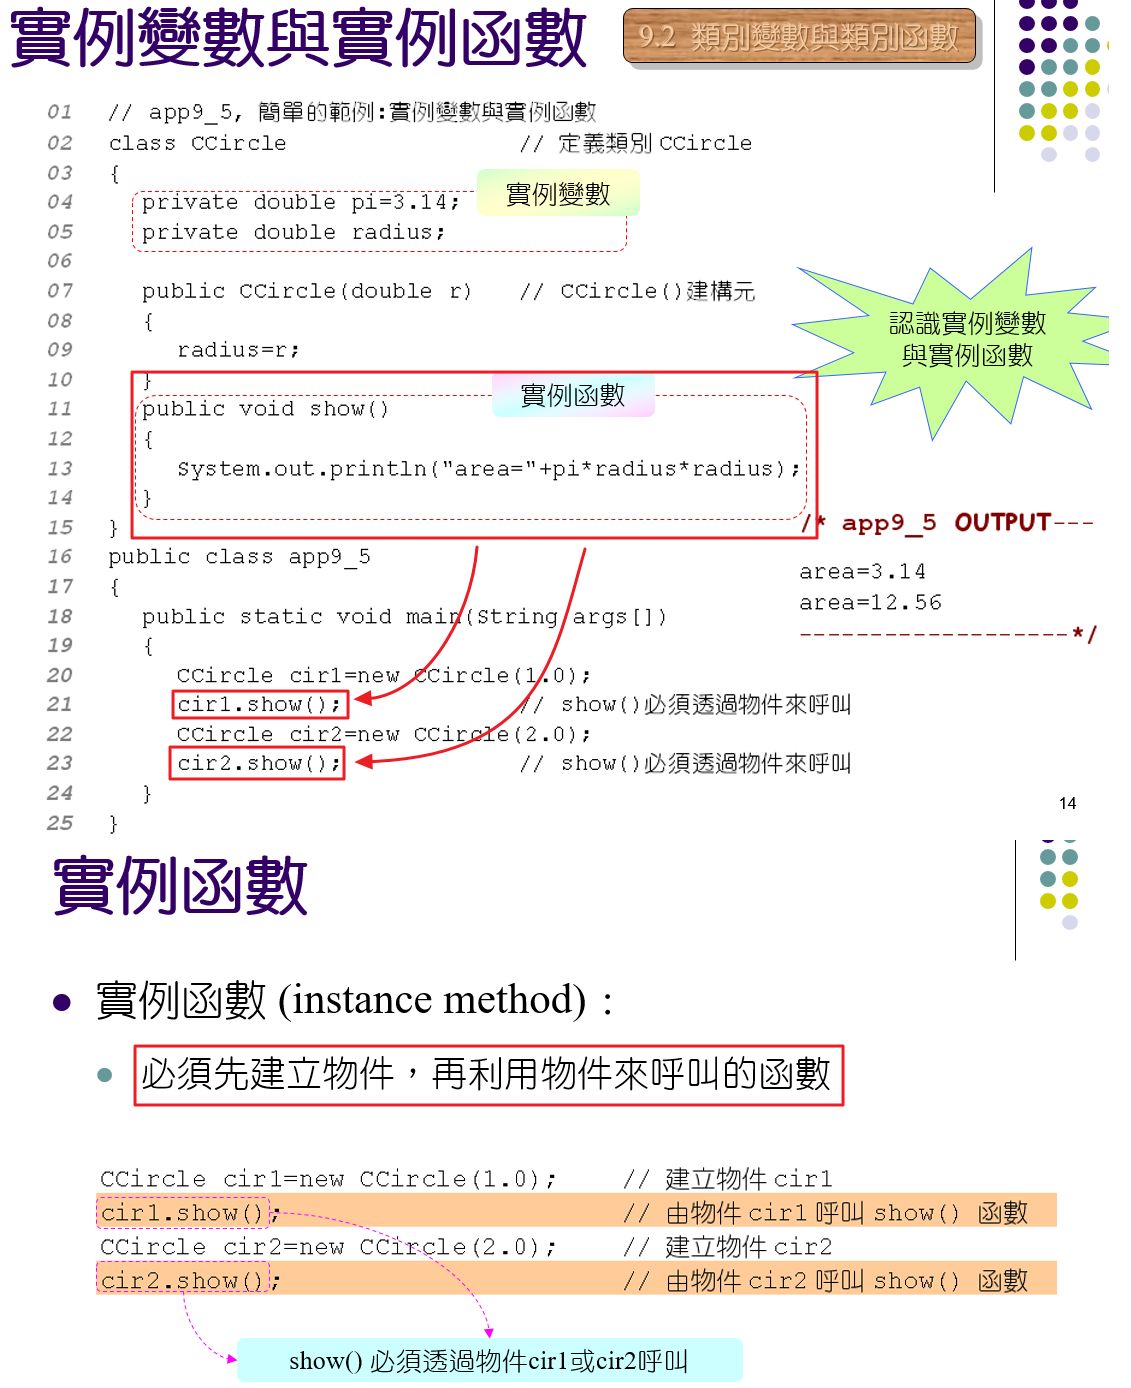 實例變數與實例函數
9.2 類別變數與類別函數
01 // app9_5, 簡單的範例:實例變數與實例函數
02 class CCircle // 定義類別 CCircle
03 {
04 private double pi=3.14;
實例變數
05 private double radius;
06
07 public CCircle(double r) // CCircle()建構元
08 {
09 radius=r;
10 }
認識實例變數
與實例函數
實例函數
11 public void show()
12 {
13 System.out.println("area="+pi*radius*radius);
14 }
15 }
16 public class app9_5
17 {
18 public static void main(String args[])
19 {
20 CCircle cir1=new CCircle(1.0);
21 cir1.show(); // show()必須透過物件來呼叫
22 CCircle cir2=new CCircle(2.0);
23 cir2.show(); // show()必須透過物件來呼叫
24 }
25 }
/* app9_5 OUTPUT---
area=3.14
area=12.56
-------------------*/
14
實例函數
實例函數 (instance method)：
必須先建立物件，再利用物件來呼叫的函數
CCircle cir1=new CCircle(1.0); // 建立物件 cir1
cir1.show(); // 由物件 cir1 呼叫 show() 函數
CCircle cir2=new CCircle(2.0); // 建立物件 cir2
cir2.show(); // 由物件 cir2 呼叫 show() 函數
show() 必須透過物件cir1或cir2呼叫